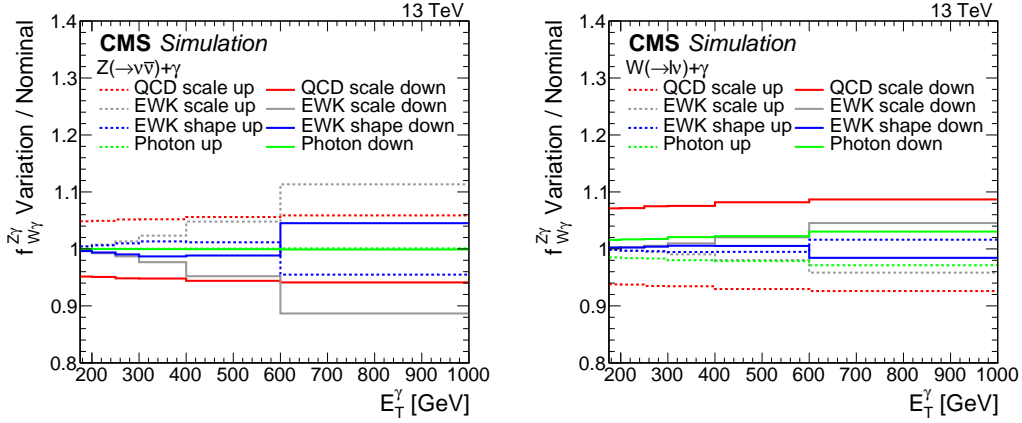 13 TeV
CMS Simulation
Z(→νν̄)+γ
QCD scale up QCD scale down
EWK scale up EWK scale down
EWK shape up EWK shape down
Photon up Photon down
f^{Zγ}_{Wγ} Variation / Nominal
1.4
1.3
1.2
1.1
1
0.9
0.8
200 300 400 500 600 700 800 900 1000
E_T^γ [GeV]
13 TeV
CMS Simulation
W(→lν)+γ
QCD scale up QCD scale down
EWK scale up EWK scale down
EWK shape up EWK shape down
Photon up Photon down
f^{Zγ}_{Wγ} Variation / Nominal
1.4
1.3
1.2
1.1
1
0.9
0.8
200 300 400 500 600 700 800 900 1000
E_T^γ [GeV]